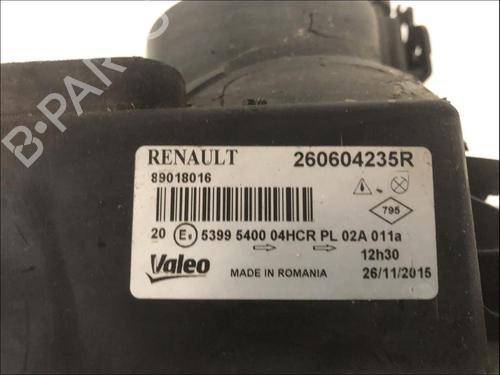 B-PARTS
RENAULT 260604235R
89018016
795
20 E 5399 5400 04HCR PL 02A 011a
12h30
Valeo MADE IN ROMANIA 26/11/2015